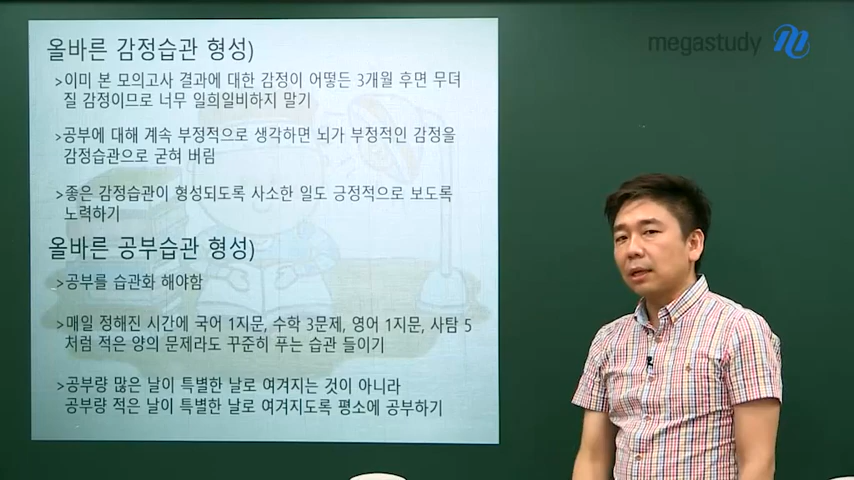 올바른 감정습관 형성)
>이미 본 모의고사 결과에 대한 감정이 어떻든 3개월 후면 무뎌
질 감정이므로 너무 일희일비하지 말기
>공부에 대해 계속 부정적으로 생각하면 뇌가 부정적인 감정을
감정습관으로 굳혀 버림
>좋은 감정습관이 형성되도록 사소한 일도 긍정적으로 보도록
노력하기
올바른 공부습관 형성)
>공부를 습관화 해야함
>매일 정해진 시간에 국어 1지문, 수학 3문제, 영어 1지문, 사탐 5
처럼 적은 양의 문제라도 꾸준히 푸는 습관 들이기
>공부량 많은 날이 특별한 날로 여겨지는 것이 아니라
공부량 적은 날이 특별한 날로 여겨지도록 평소에 공부하기
megastudy